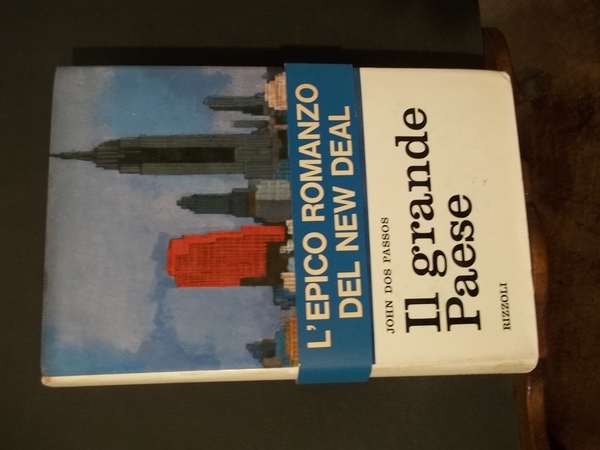 L'EPICO ROMANZO
DEL NEW DEAL
JOHN DOS PASSOS
Il grande
Paese
RIZZOLI